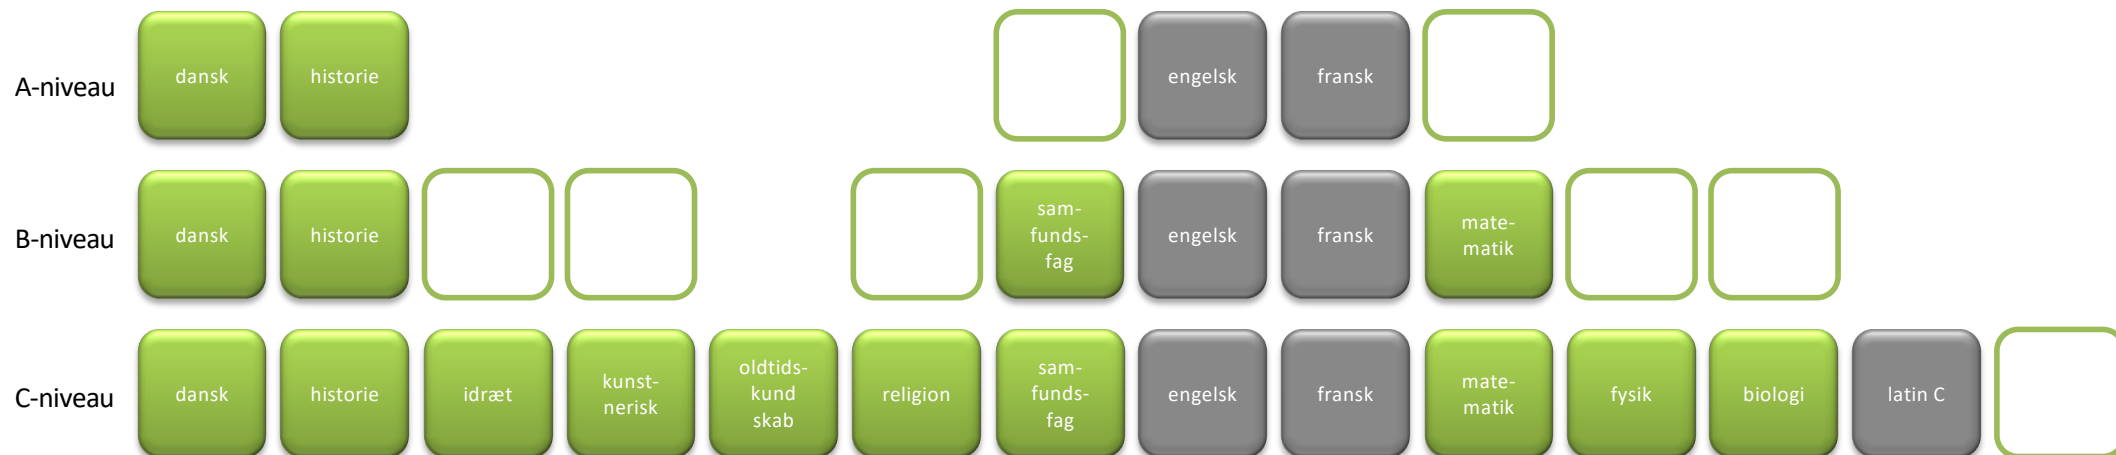 A-niveau
dansk
historie
engelsk
fransk
B-niveau
dansk
historie
sam-
funds-
fag
engelsk
fransk
mate-
matik
C-niveau
dansk
historie
idræt
kunst-
nerisk
oldtids-
kund
skab
religion
sam-
funds-
fag
engelsk
fransk
mate-
matik
fysik
biologi
latin C